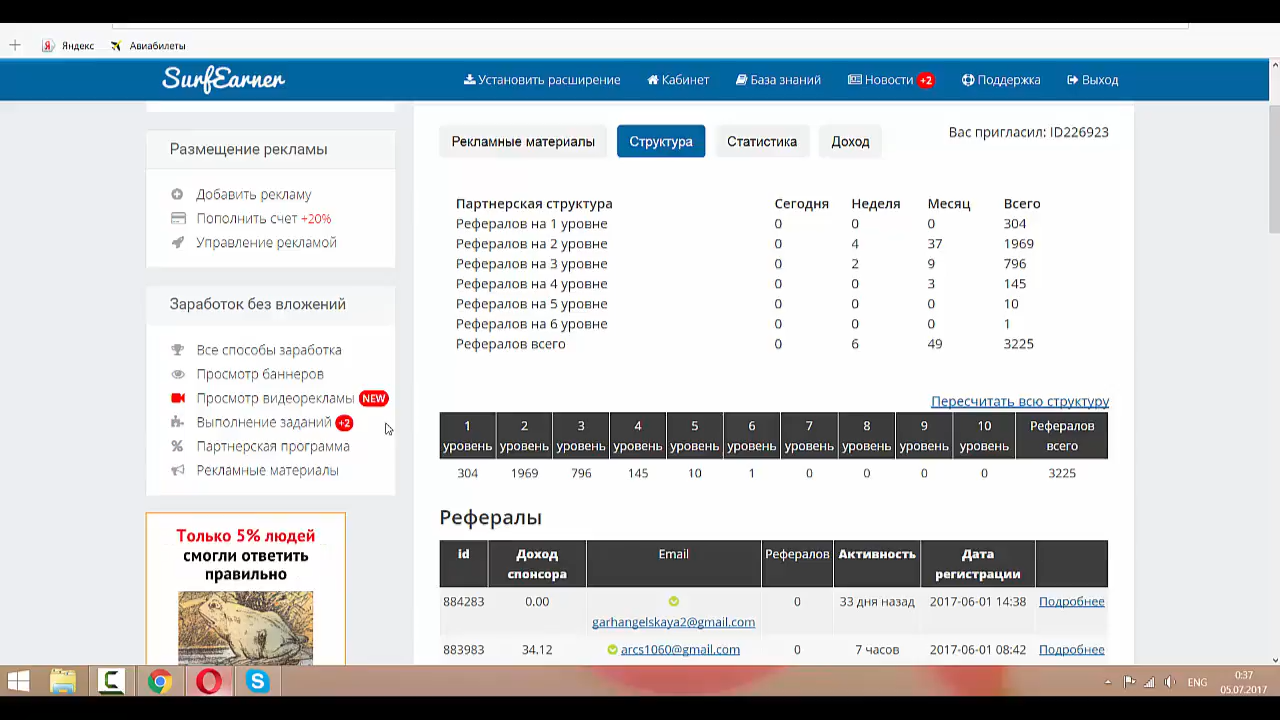 Яндекс Авиабилеты
SurfEarner Установить расширение Кабинет База знаний Новости +2 Поддержка Выход
Размещение рекламы
Добавить рекламу
Пополнить счет +20%
Управление рекламой
Заработок без вложений
Все способы заработка
Просмотр баннеров
Просмотр видеорекламы NEW
Выполнение заданий +2
Партнерская программа
Рекламные материалы
Только 5% людей
смогли ответить
правильно
Рекламные материалы Структура Статистика Доход Вас пригласил: ID226923
Партнерская структура Сегодня Неделя Месяц Всего
Рефералов на 1 уровне 0 0 0 304
Рефералов на 2 уровне 0 4 37 1969
Рефералов на 3 уровне 0 2 9 796
Рефералов на 4 уровне 0 0 3 145
Рефералов на 5 уровне 0 0 0 10
Рефералов на 6 уровне 0 0 0 1
Рефералов всего 0 6 49 3225
Пересчитать всю структуру
1 2 3 4 5 6 7 8 9 10 Рефералов
уровень уровень уровень уровень уровень уровень уровень уровень уровень уровень всего
304 1969 796 145 10 1 0 0 0 0 3225
Рефералы
id Доход Email Рефералов Активность Дата
спонсора регистрации
884283 0.00 0 33 дня назад 2017-06-01 14:38 Подробнее
garhangelskaya2@gmail.com
883983 34.12 arcs1060@gmail.com 0 7 часов 2017-06-01 08:42 Подробнее
ENG 0:37
05.07.2017